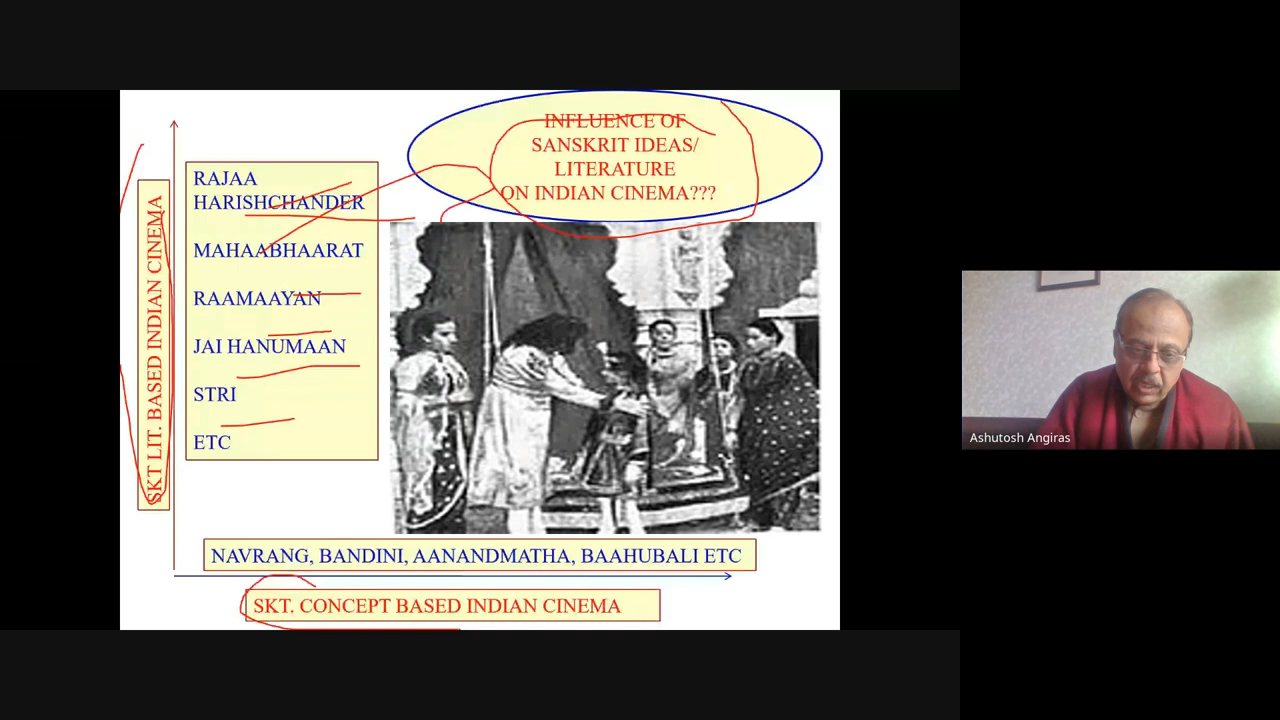 INFLUENCE OF
SANSKRIT IDEAS/
LITERATURE
ON INDIAN CINEMA???
SKT LIT. BASED INDIAN CINEMA
RAJAA
HARISHCHANDER
MAHAABHAARAT
RAAMAAYAN
JAI HANUMAAN
STRI
ETC
NAVRANG, BANDINI, AANANDMATHA, BAAHUBALI ETC
SKT. CONCEPT BASED INDIAN CINEMA
Ashutosh Angiras